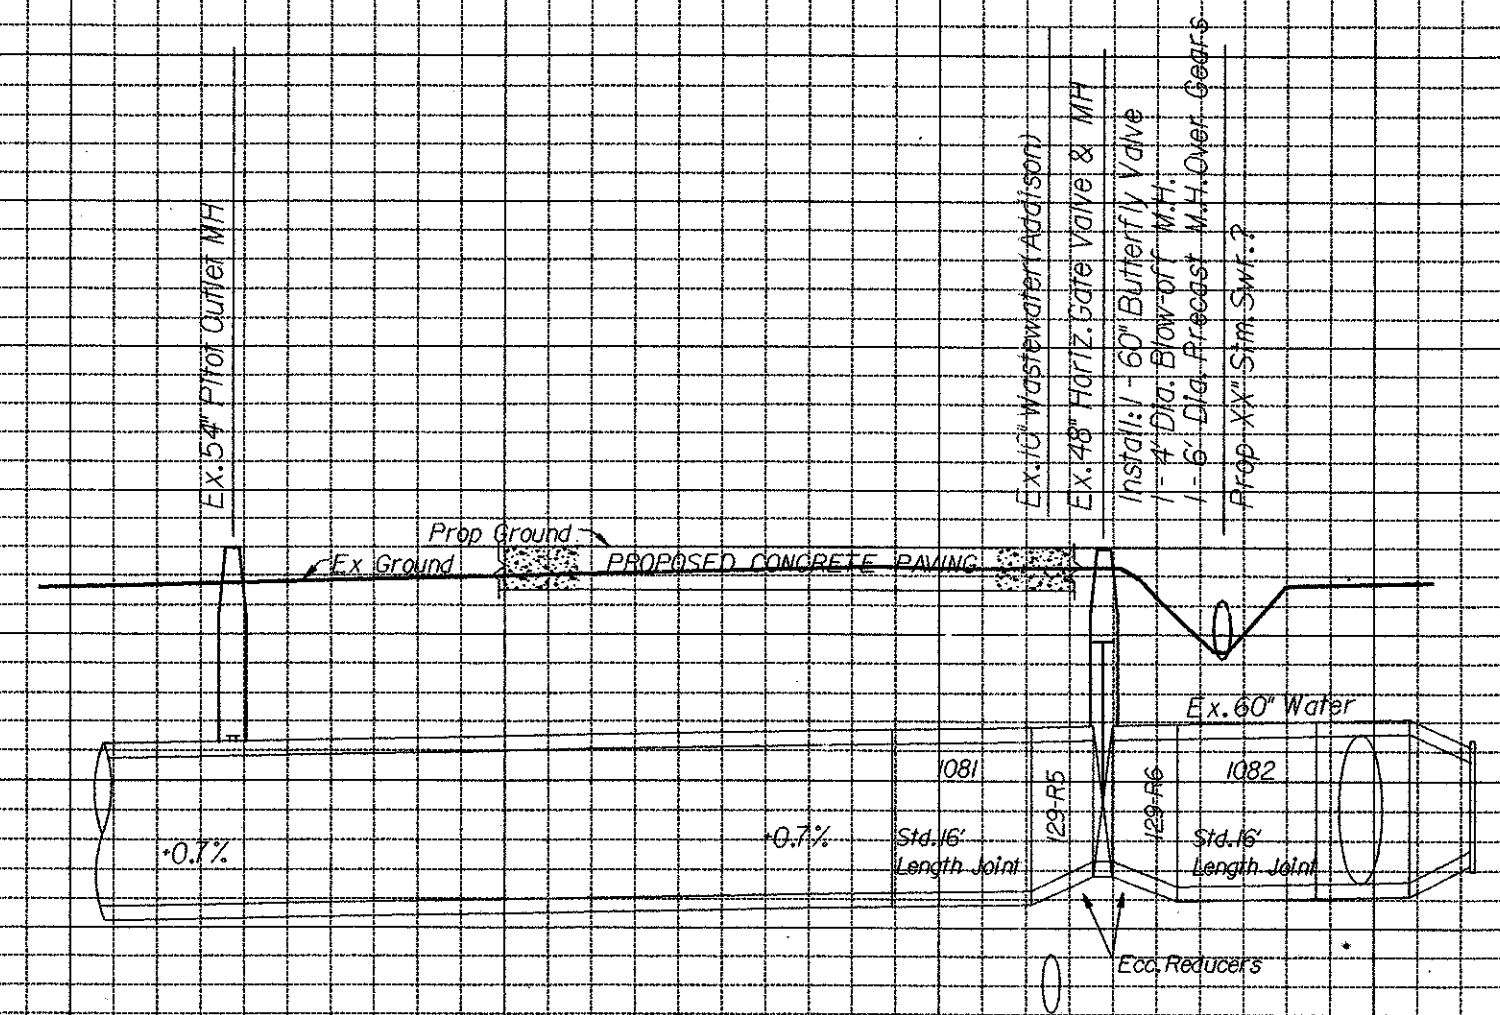 Ex. 54" Pitot Outlet MH
Ex. 10" Wastewater (Addison)
Ex. 48" Horiz. Gate Valve & MH
Install: 1 - 60" Butterfly Valve
1 - 4' Dia. Blow-off M.H.
1 - 6' Dia. Precast M.H. Over Gears
Prop XX" Stm. Swr.?
Prop Ground
Ex Ground
PROPOSED CONCRETE PAVING
Ex. 60" Water
1081
129-R5
129-R6
1082
+0.7%
+0.7%
Std. 16'
Length Joint
Std. 16'
Length Joint
Ecc. Reducers